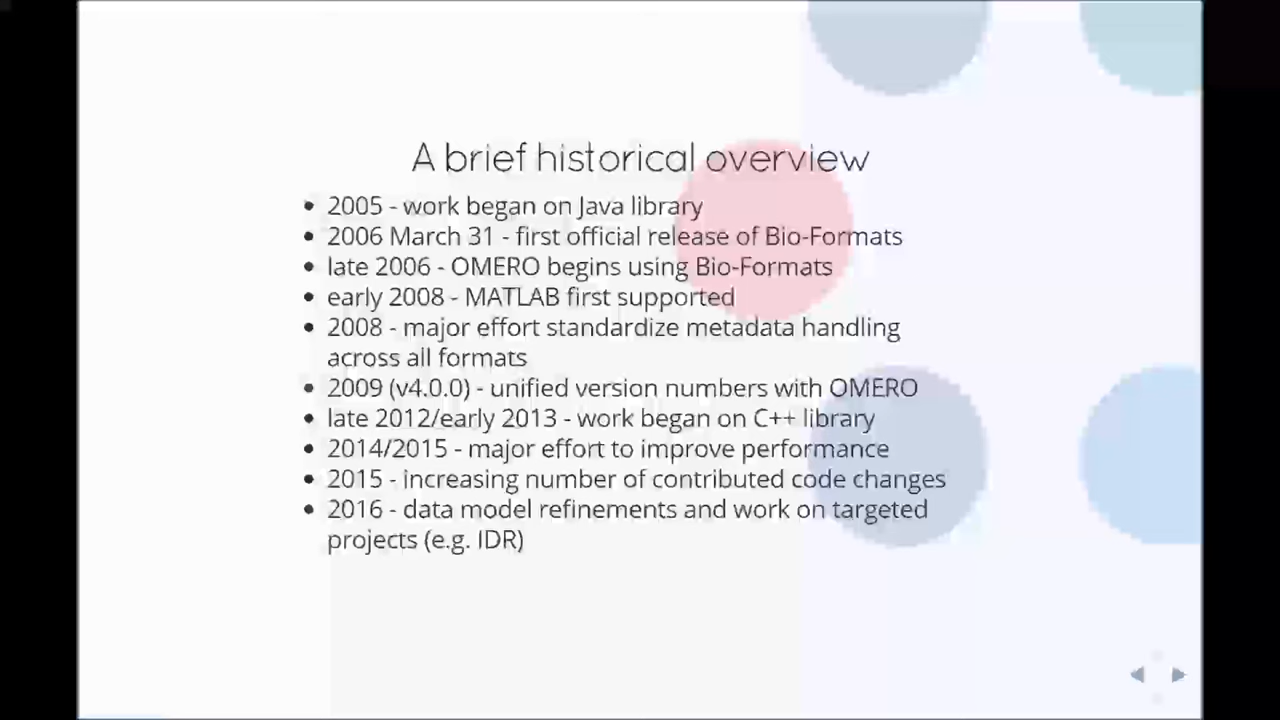 A brief historical overview
• 2005 - work began on Java library
• 2006 March 31 - first official release of Bio-Formats
• late 2006 - OMERO begins using Bio-Formats
• early 2008 - MATLAB first supported
• 2008 - major effort standardize metadata handling
across all formats
• 2009 (v4.0.0) - unified version numbers with OMERO
• late 2012/early 2013 - work began on C++ library
• 2014/2015 - major effort to improve performance
• 2015 - increasing number of contributed code changes
• 2016 - data model refinements and work on targeted
projects (e.g. IDR)